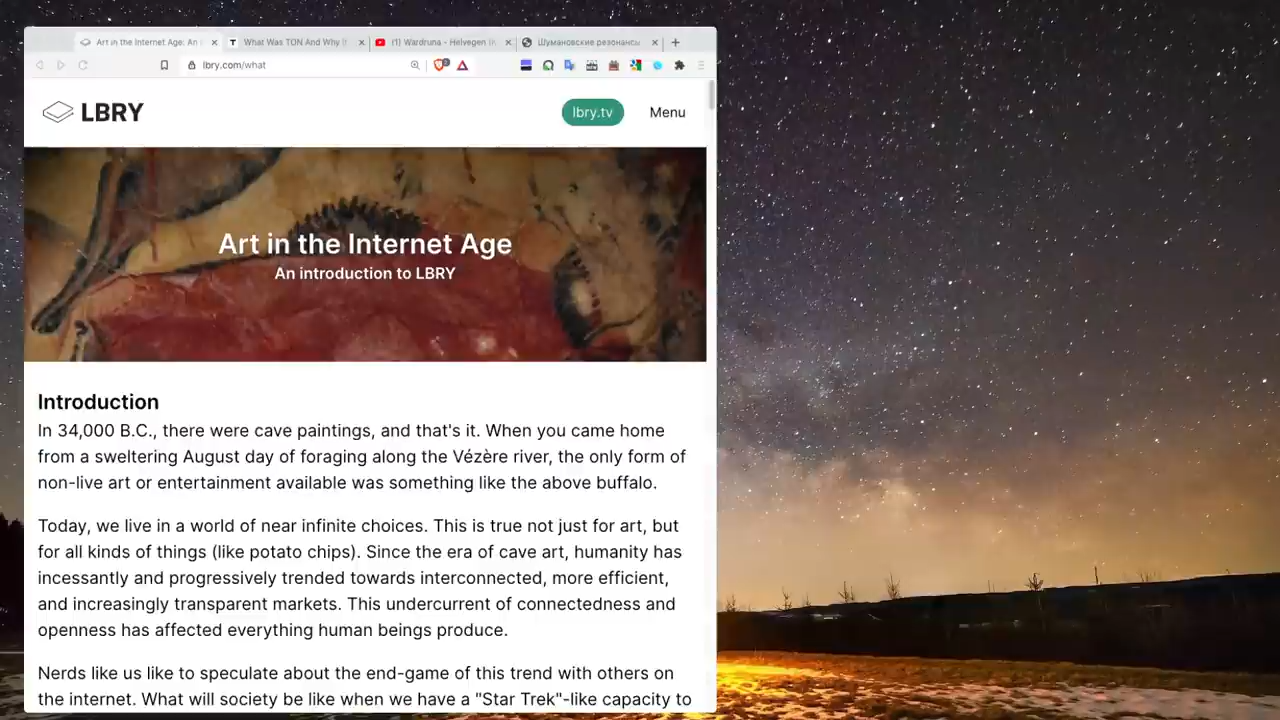 Art in the Internet Age: An
What Was TON And Why I
(1) Wardruna - Helvegen
Шумановские резонансы
lbry.com/what
LBRY
lbry.tv
Menu
Art in the Internet Age
An introduction to LBRY
Introduction
In 34,000 B.C., there were cave paintings, and that's it. When you came home
from a sweltering August day of foraging along the Vézère river, the only form of
non-live art or entertainment available was something like the above buffalo.
Today, we live in a world of near infinite choices. This is true not just for art, but
for all kinds of things (like potato chips). Since the era of cave art, humanity has
incessantly and progressively trended towards interconnected, more efficient,
and increasingly transparent markets. This undercurrent of connectedness and
openness has affected everything human beings produce.
Nerds like us like to speculate about the end-game of this trend with others on
the internet. What will society be like when we have a "Star Trek"-like capacity to